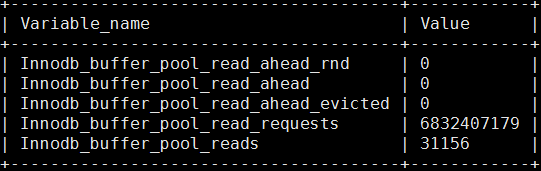 Variable_name | Value
Innodb_buffer_pool_read_ahead_rnd | 0
Innodb_buffer_pool_read_ahead | 0
Innodb_buffer_pool_read_ahead_evicted | 0
Innodb_buffer_pool_read_requests | 6832407179
Innodb_buffer_pool_reads | 31156